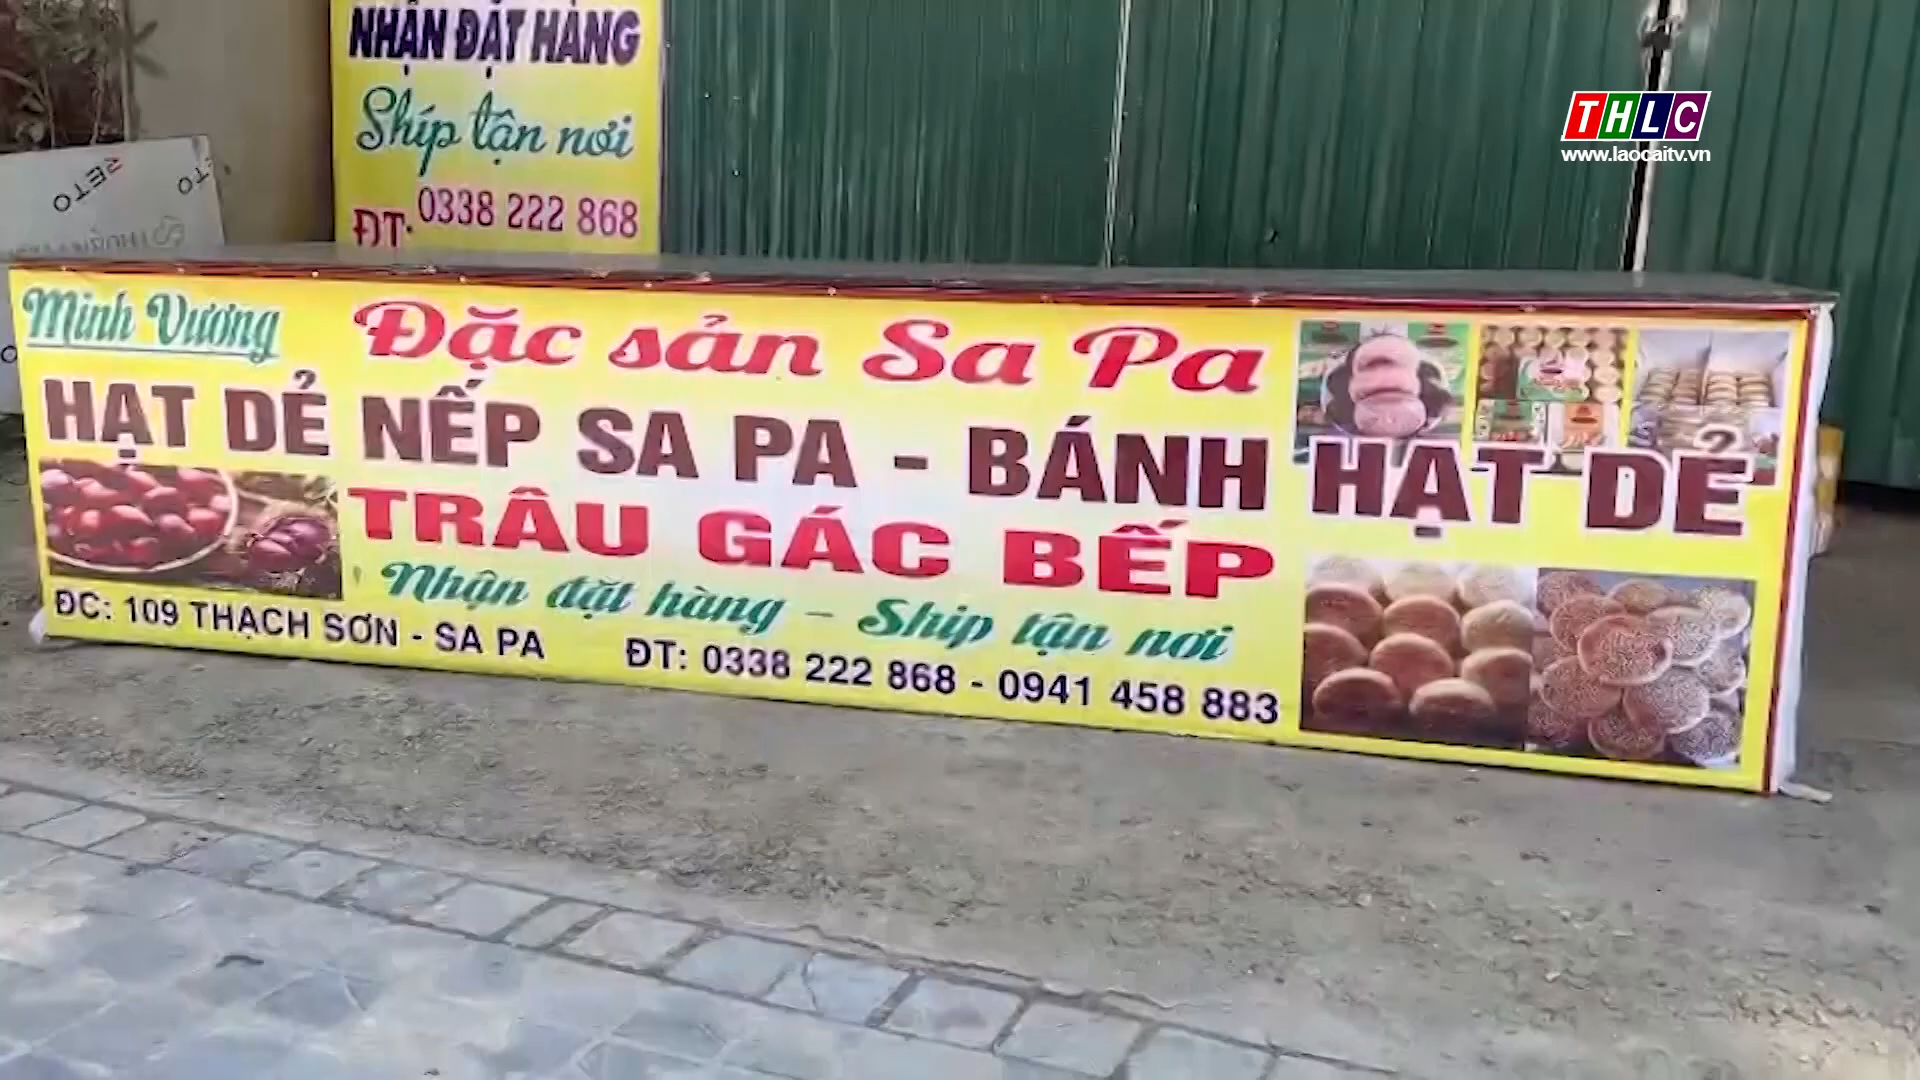 NHẬN ĐẶT HÀNG
Shíp tận nơi
ĐT: 0338 222 868
THLC
www.laocaitv.vn
RETO
TO
Minh Vương
Đặc sản Sa Pa
HẠT DẺ NẾP SA PA - BÁNH HẠT DẺ
TRÂU GÁC BẾP
Nhận đặt hàng - Ship tận nơi
ĐC: 109 THẠCH SƠN - SA PA
ĐT: 0338 222 868 - 0941 458 883